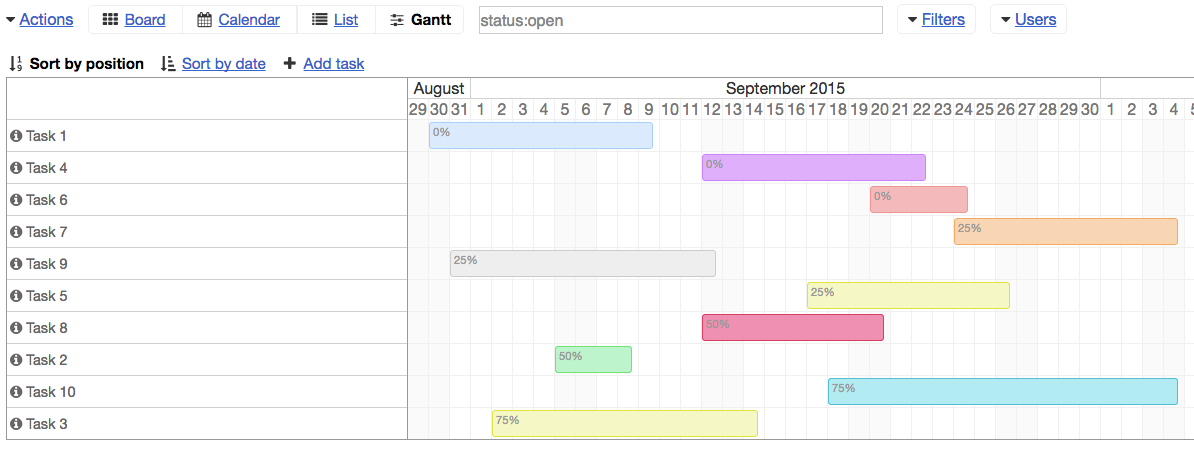 Actions Board Calendar List Gantt status:open Filters Users
Sort by position Sort by date Add task
August September 2015
29 30 31 1 2 3 4 5 6 7 8 9 10 11 12 13 14 15 16 17 18 19 20 21 22 23 24 25 26 27 28 29 30 1 2 3 4 5
Task 1 0%
Task 4 0%
Task 6 0%
Task 7 25%
Task 9 25%
Task 5 25%
Task 8 50%
Task 2 50%
Task 10 75%
Task 3 75%